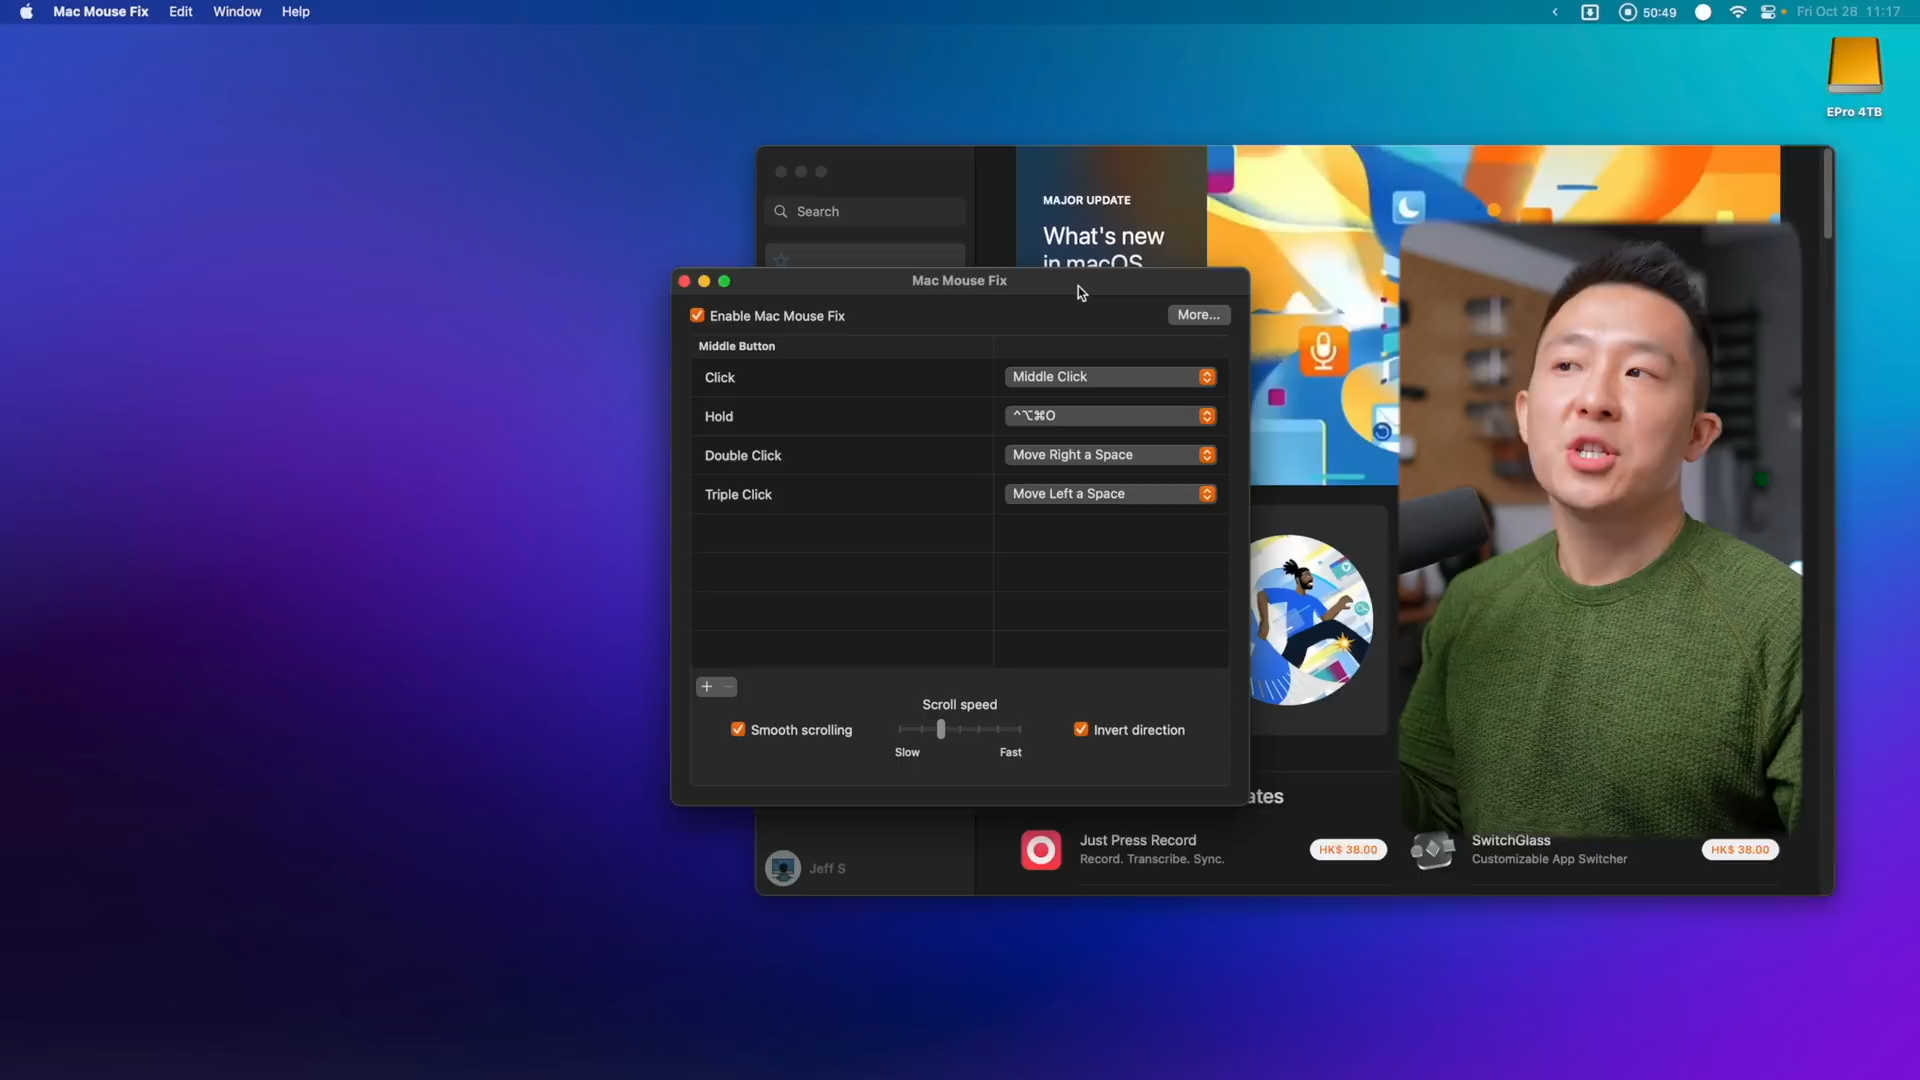 Mac Mouse Fix Edit Window Help
50:49 Fri Oct 28 11:17
EPro 4TB
Search
MAJOR UPDATE
What's new
in macOS
Mac Mouse Fix
Enable Mac Mouse Fix
More...
Middle Button
Click
Middle Click
Hold
^⌥⌘O
Double Click
Move Right a Space
Triple Click
Move Left a Space
Scroll speed
Smooth scrolling
Invert direction
Slow
Fast
ates
Just Press Record
Record. Transcribe. Sync.
HK$ 38.00
SwitchGlass
Customizable App Switcher
HK$ 38.00
Jeff S